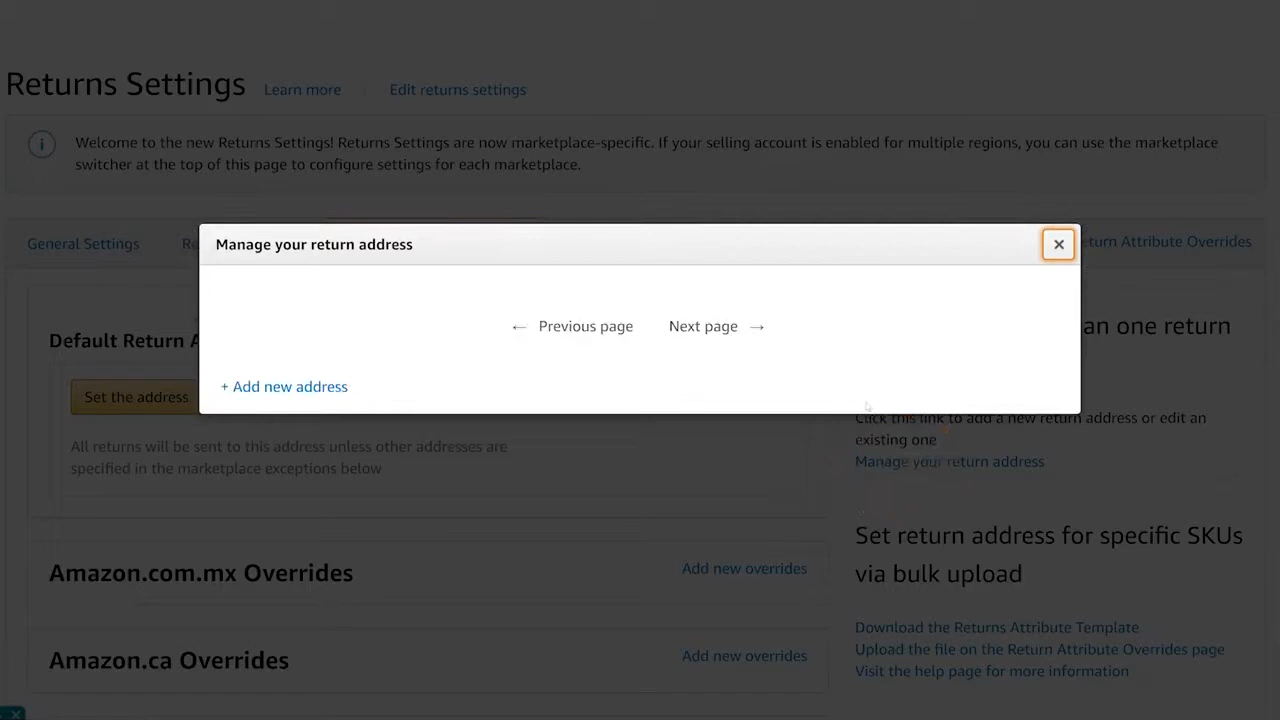 Returns Settings Learn more Edit returns settings
Welcome to the new Returns Settings! Returns Settings are now marketplace-specific. If your selling account is enabled for multiple regions, you can use the marketplace
switcher at the top of this page to configure settings for each marketplace.
General Settings
turn Attribute Overrides
Manage your return address
← Previous page Next page →
+ Add new address
Default Return
Set the address
All returns will be sent to this address unless other addresses are
specified in the marketplace exceptions below
an one return
Click this link to add a new return address or edit an
existing one
Manage your return address
Amazon.com.mx Overrides Add new overrides
Amazon.ca Overrides Add new overrides
Set return address for specific SKUs
via bulk upload
Download the Returns Attribute Template
Upload the file on the Return Attribute Overrides page
Visit the help page for more information